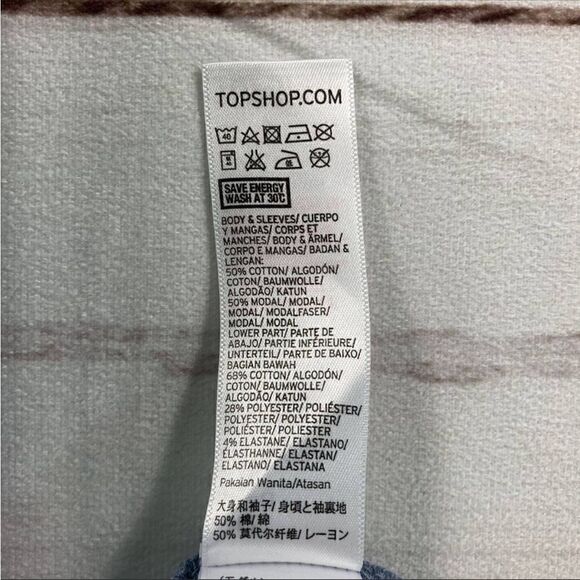 TOPSHOP.COM
40
40
SAVE ENERGY
WASH AT 30°C
BODY & SLEEVES/ CUERPO
Y MANGAS/ CORPS ET
MANCHES/ BODY & ÄRMEL/
CORPO E MANGAS/ BADAN &
LENGAN:
50% COTTON/ ALGODÓN/
COTON/ BAUMWOLLE/
ALGODÃO/ KATUN
50% MODAL/ MODAL/
MODAL/ MODALFASER/
MODAL/ MODAL
LOWER PART/ PARTE DE
ABAJO/ PARTIE INFÉRIEURE/
UNTERTEIL/ PARTE DE BAIXO/
BAGIAN BAWAH
68% COTTON/ ALGODÓN/
COTON/ BAUMWOLLE/
ALGODÃO/ KATUN
28% POLYESTER/ POLIÉSTER/
POLYESTER/ POLYESTER/
POLIÉSTER/ POLIESTER
4% ELASTANE/ ELASTANO/
ÉLASTHANNE/ ELASTAN/
ELASTANO/ ELASTANA
Pakaian Wanita/Atasan
大身和袖子/ 身頃と袖裏地
50% 棉/ 綿
50% 莫代尔纤维/ レーヨン